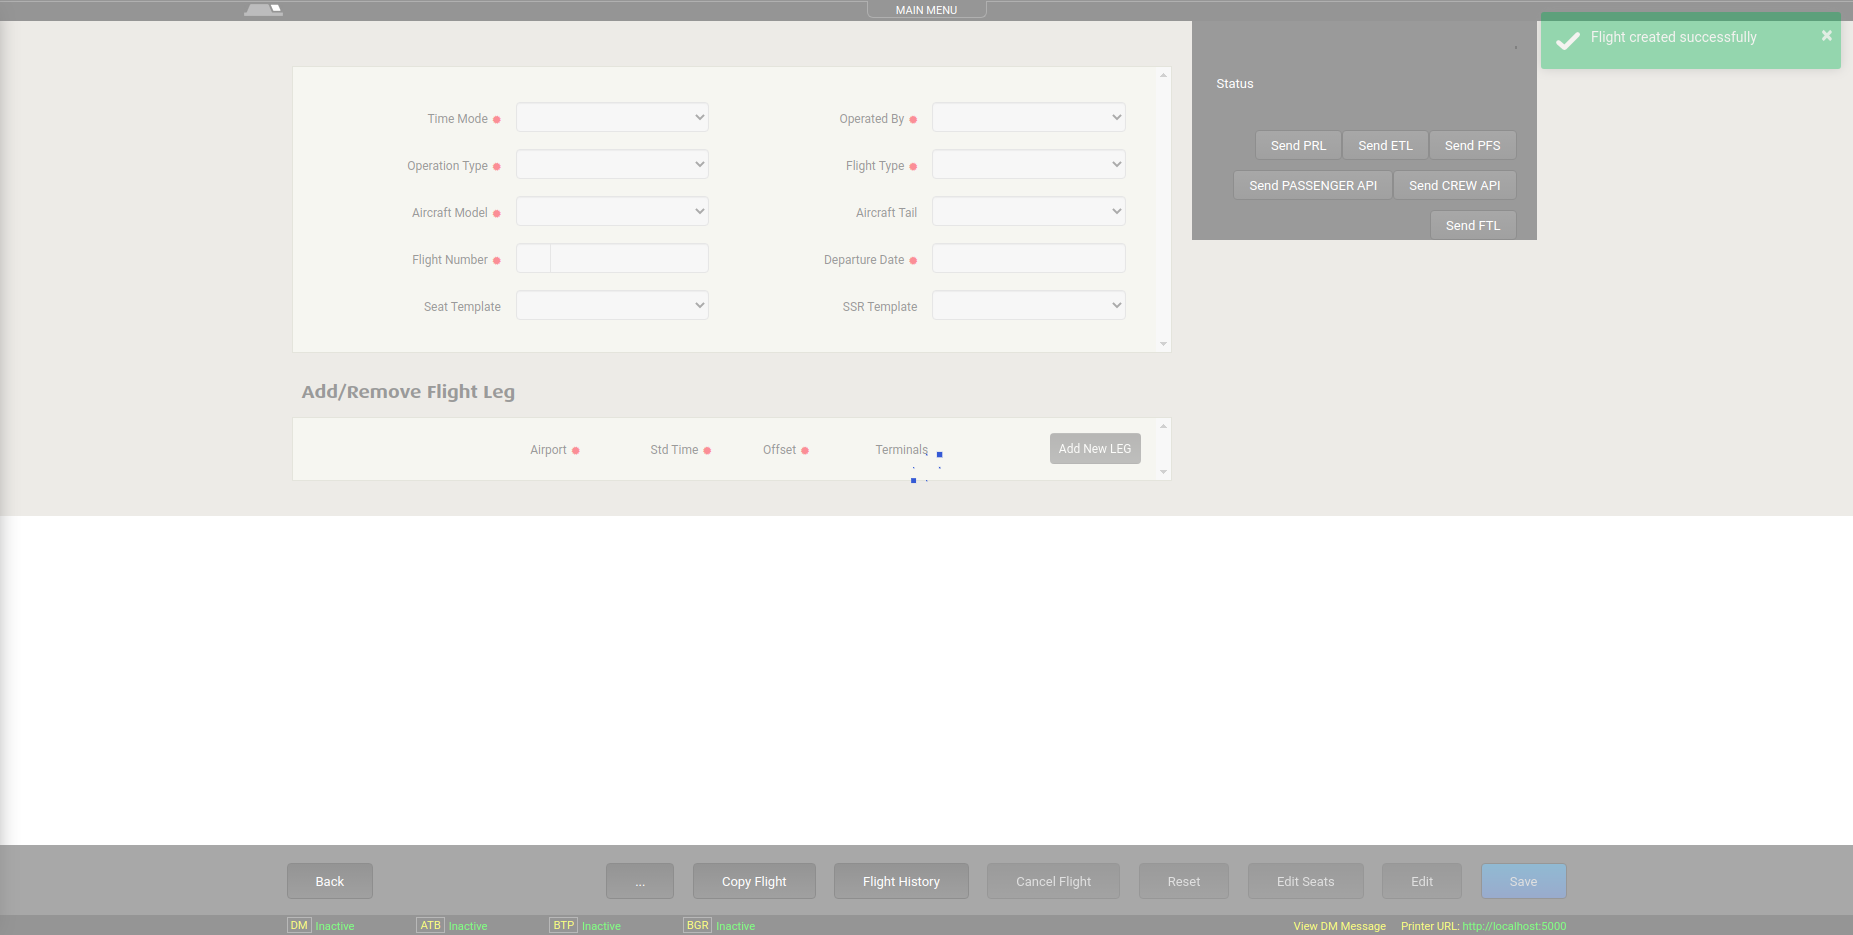 MAIN MENU
Flight created successfully
×
Status
Time Mode
Operated By
Send PRL
Send ETL
Send PFS
Operation Type
Flight Type
Send PASSENGER API
Send CREW API
Aircraft Model
Aircraft Tail
Send FTL
Flight Number
Departure Date
Seat Template
SSR Template
Add/Remove Flight Leg
Airport
Std Time
Offset
Terminals
Add New LEG
Back
...
Copy Flight
Flight History
Cancel Flight
Reset
Edit Seats
Edit
Save
DM Inactive
ATB Inactive
BTP Inactive
BGR Inactive
View DM Message
Printer URL: http://localhost:5000